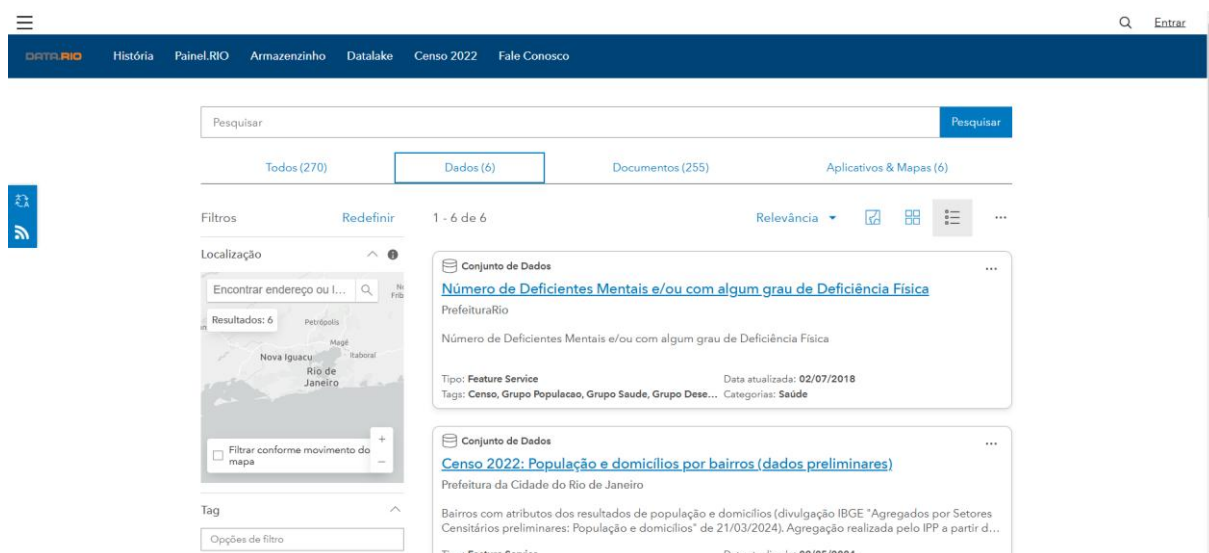 Entrar
DATA.RIO
História Painel.RIO Armazenzinho Datalake Censo 2022 Fale Conosco
Pesquisar Pesquisar
Todos (270) Dados (6) Documentos (255) Aplicativos & Mapas (6)
Filtros Redefinir 1 - 6 de 6 Relevância
Localização
Encontrar endereço ou l...
Resultados: 6
Petrópolis
Magé
Nova Iguaçu Itaboraí
Rio de
Janeiro
Filtrar conforme movimento do
mapa
+
−
Tag
Opções de filtro
Conjunto de Dados
Número de Deficientes Mentais e/ou com algum grau de Deficiência Física
PrefeituraRio
Número de Deficientes Mentais e/ou com algum grau de Deficiência Física
Tipo: Feature Service Data atualizada: 02/07/2018
Tags: Censo, Grupo Populacao, Grupo Saude, Grupo Dese... Categorias: Saúde
Conjunto de Dados
Censo 2022: População e domicílios por bairros (dados preliminares)
Prefeitura da Cidade do Rio de Janeiro
Bairros com atributos dos resultados de população e domicílios (divulgação IBGE "Agregados por Setores
Censitários preliminares: População e domicílios" de 21/03/2024). Agregação realizada pelo IPP a partir d...